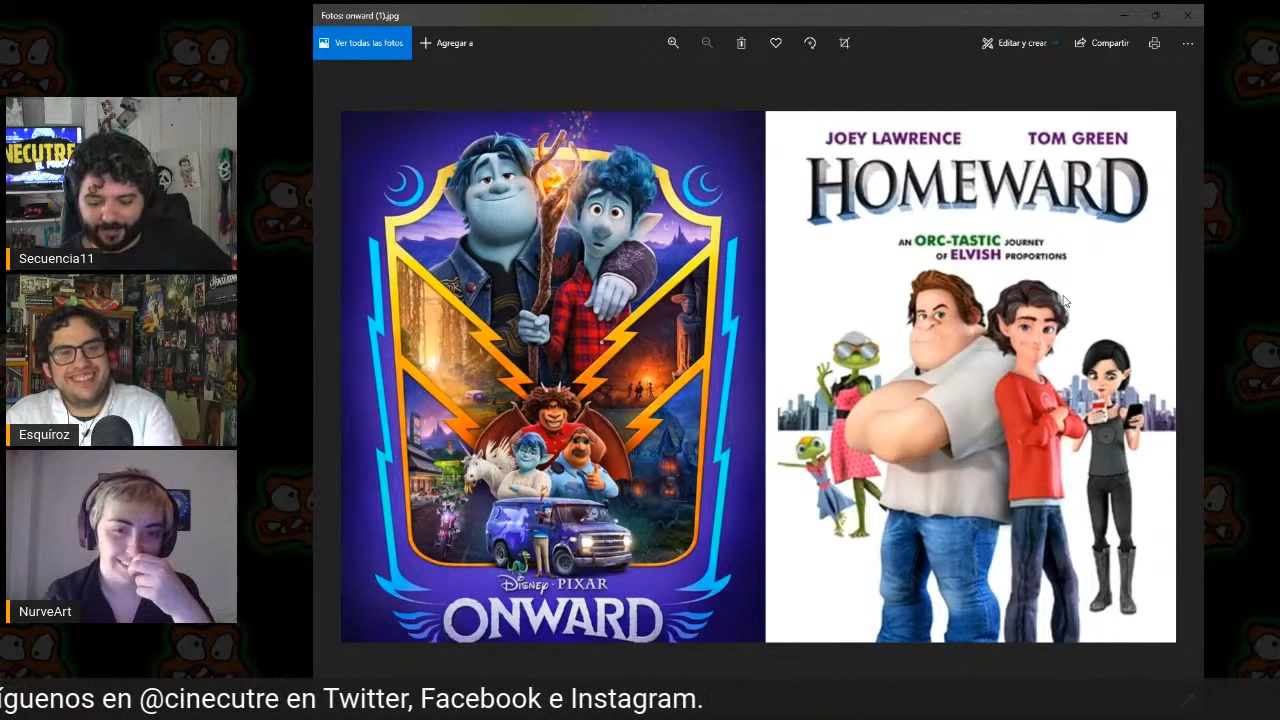 Fotos: onward (1).jpg
Ver todas las fotos
Agregar a
Editar y crear
Compartir
NECUTRE
Secuencia11
Esquíroz
NurveArt
DISNEY · PIXAR
ONWARD
JOEY LAWRENCE TOM GREEN
HOMEWARD
AN ORC-TASTIC JOURNEY
OF ELVISH PROPORTIONS
íguenos en @cinecutre en Twitter, Facebook e Instagram.